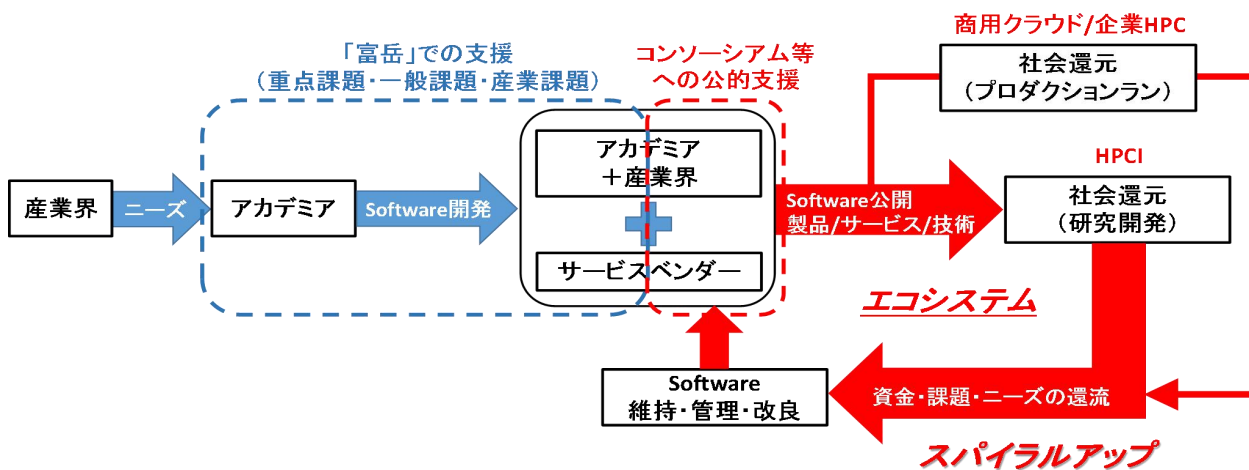 「富岳」での支援
（重点課題・一般課題・産業課題）
コンソーシアム等
への公的支援
商用クラウド/企業HPC
社会還元
（プロダクションラン）
産業界
ニーズ
アカデミア
Software開発
アカデミア
＋産業界
サービスベンダー
Software公開
製品/サービス/技術
HPCI
社会還元
（研究開発）
エコシステム
Software
維持・管理・改良
資金・課題・ニーズの還流
スパイラルアップ